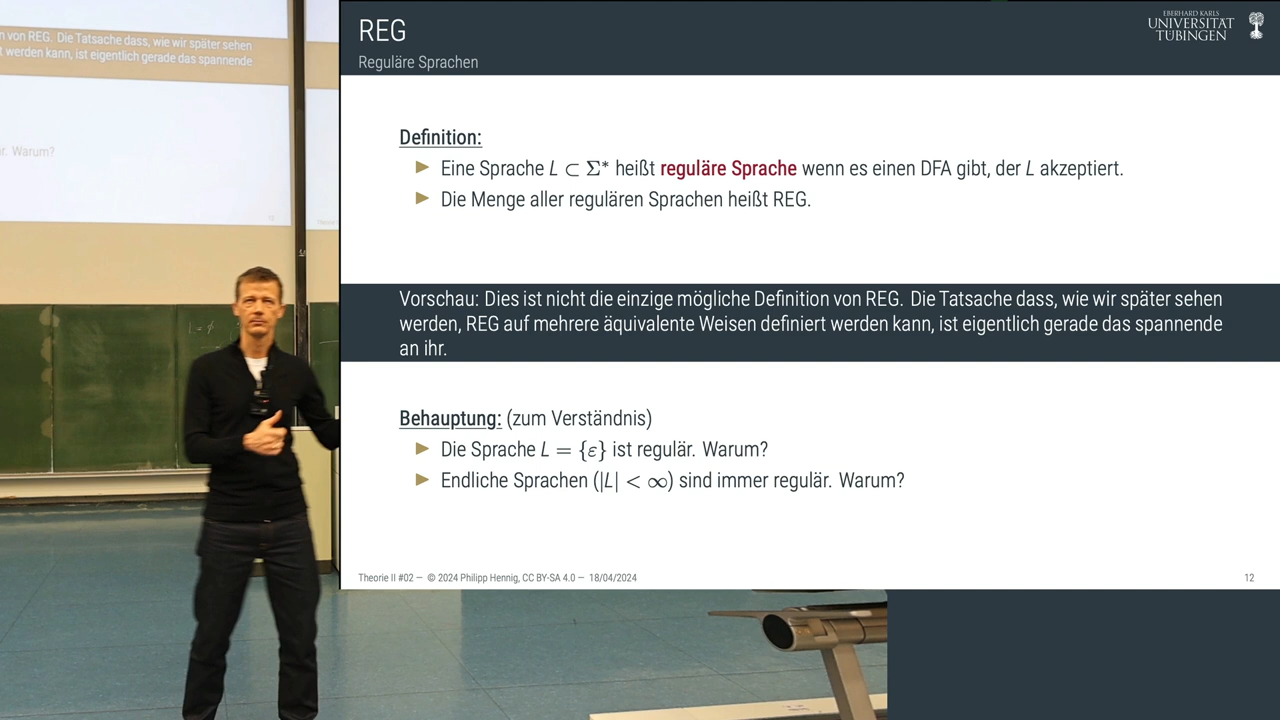 n von REG. Die Tatsache dass, wie wir später sehen
t werden kann, ist eigentlich gerade das spannende
r. Warum?
L = ∅
REG
Reguläre Sprachen
EBERHARD KARLS
UNIVERSITÄT
TÜBINGEN
Definition:
▶ Eine Sprache L ⊂ Σ* heißt reguläre Sprache wenn es einen DFA gibt, der L akzeptiert.
▶ Die Menge aller regulären Sprachen heißt REG.
Vorschau: Dies ist nicht die einzige mögliche Definition von REG. Die Tatsache dass, wie wir später sehen
werden, REG auf mehrere äquivalente Weisen definiert werden kann, ist eigentlich gerade das spannende
an ihr.
Behauptung: (zum Verständnis)
▶ Die Sprache L = {ε} ist regulär. Warum?
▶ Endliche Sprachen (|L| < ∞) sind immer regulär. Warum?
Theorie II #02 — © 2024 Philipp Hennig, CC BY-SA 4.0 — 18/04/2024
12